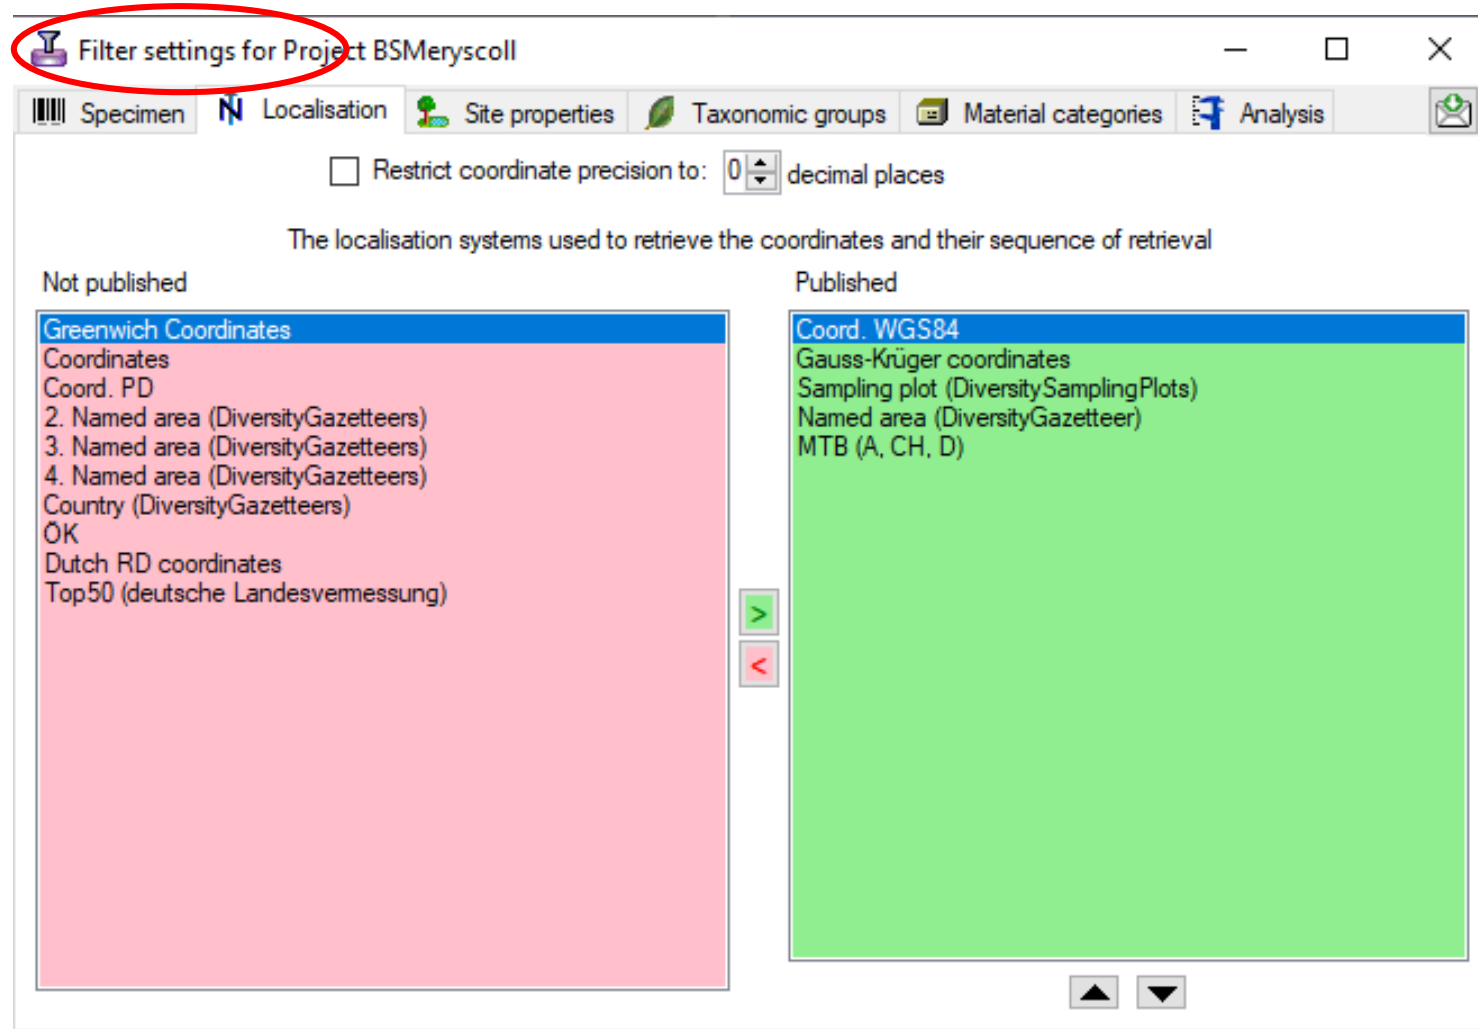 Filter settings for Project BSMeryscoll
Specimen
Localisation
Site properties
Taxonomic groups
Material categories
Analysis
Restrict coordinate precision to: 0 decimal places
The localisation systems used to retrieve the coordinates and their sequence of retrieval
Not published
Greenwich Coordinates
Coordinates
Coord. PD
2. Named area (DiversityGazetteers)
3. Named area (DiversityGazetteers)
4. Named area (DiversityGazetteers)
Country (DiversityGazetteers)
ÖK
Dutch RD coordinates
Top50 (deutsche Landesvermessung)
>
<
Published
Coord. WGS84
Gauss-Krüger coordinates
Sampling plot (DiversitySamplingPlots)
Named area (DiversityGazetteer)
MTB (A, CH, D)